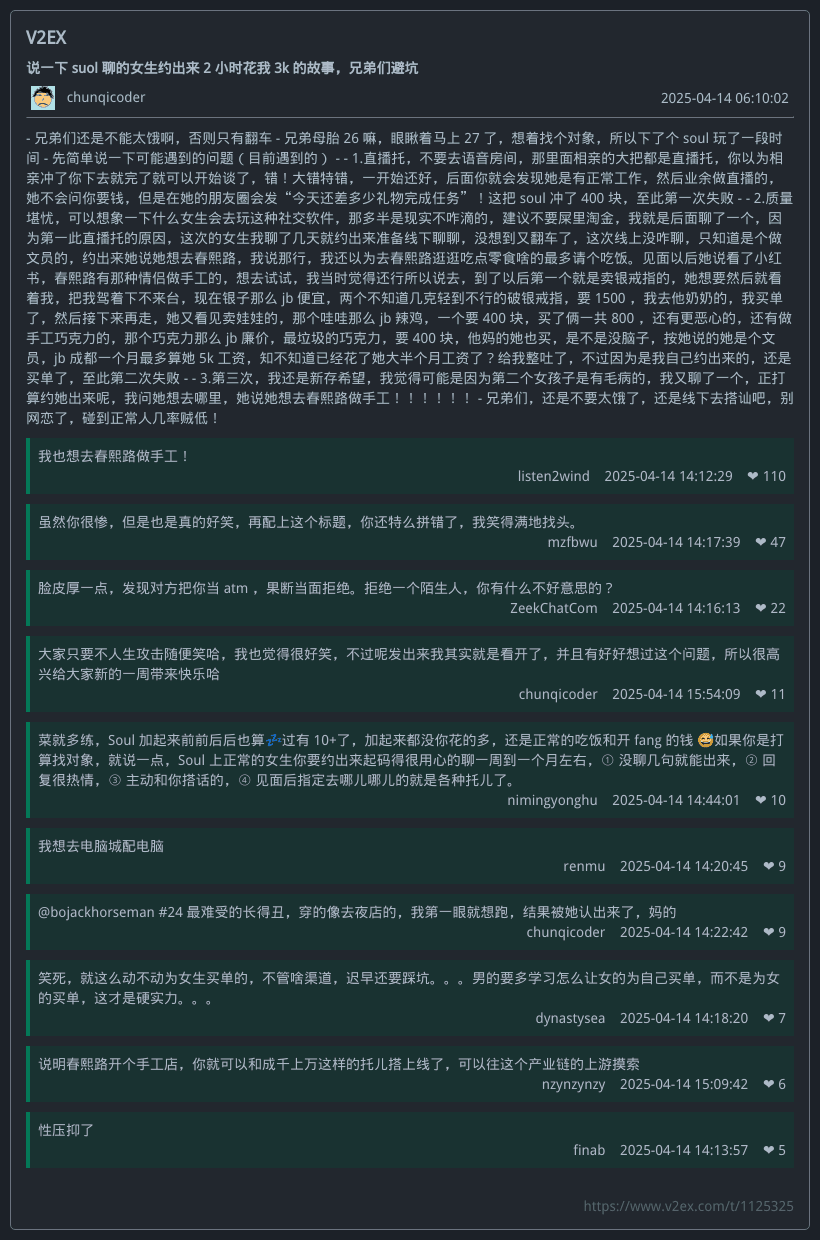 V2EX
说一下 suol 聊的女生约出来 2 小时花我 3k 的故事，兄弟们避坑
chunqicoder 2025-04-14 06:10:02
- 兄弟们还是不能太饿啊，否则只有翻车 - 兄弟母胎 26 嘛，眼瞅着马上 27 了，想着找个对象，所以下了个 soul 玩了一段时
间 - 先简单说一下可能遇到的问题（目前遇到的） - - 1.直播托，不要去语音房间，那里面相亲的大把都是直播托，你以为相
亲冲了你下去就完了就可以开始谈了，错！大错特错，一开始还好，后面你就会发现她是有正常工作，然后业余做直播的，
她不会问你要钱，但是在她的朋友圈会发“今天还差多少礼物完成任务”！这把 soul 冲了 400 块，至此第一次失败 - - 2.质量
堪忧，可以想象一下什么女生会去玩这种社交软件，那多半是现实不咋滴的，建议不要屎里淘金，我就是后面聊了一个，因
为第一此直播托的原因，这次的女生我聊了几天就约出来准备线下聊聊，没想到又翻车了，这次线上没咋聊，只知道是个做
文员的，约出来她说她想去春熙路，我说那行，我还以为去春熙路逛逛吃点零食啥的最多请个吃饭。见面以后她说看了小红
书，春熙路有那种情侣做手工的，想去试试，我当时觉得还行所以说去，到了以后第一个就是卖银戒指的，她想要然后就看
着我，把我驾着下不来台，现在银子那么 jb 便宜，两个不知道几克轻到不行的破银戒指，要 1500 ，我去他奶奶的，我买单
了，然后接下来再走，她又看见卖娃娃的，那个哇哇那么 jb 辣鸡，一个要 400 块，买了俩一共 800 ，还有更恶心的，还有做
手工巧克力的，那个巧克力那么 jb 廉价，最垃圾的巧克力，要 400 块，他妈的她也买，是不是没脑子，按她说的她是个文
员，jb 成都一个月最多算她 5k 工资，知不知道已经花了她大半个月工资了？给我整吐了，不过因为是我自己约出来的，还是
买单了，至此第二次失败 - - 3.第三次，我还是新存希望，我觉得可能是因为第二个女孩子是有毛病的，我又聊了一个，正打
算约她出来呢，我问她想去哪里，她说她想去春熙路做手工！！！！！！ - 兄弟们，还是不要太饿了，还是线下去搭讪吧，别
网恋了，碰到正常人几率贼低！
我也想去春熙路做手工！
listen2wind 2025-04-14 14:12:29 ❤ 110
虽然你很惨，但是也是真的好笑，再配上这个标题，你还特么拼错了，我笑得满地找头。
mzfbwu 2025-04-14 14:17:39 ❤ 47
脸皮厚一点，发现对方把你当 atm ，果断当面拒绝。拒绝一个陌生人，你有什么不好意思的？
ZeekChatCom 2025-04-14 14:16:13 ❤ 22
大家只要不人生攻击随便笑哈，我也觉得很好笑，不过呢发出来我其实就是看开了，并且有好好想过这个问题，所以很高
兴给大家新的一周带来快乐哈
chunqicoder 2025-04-14 15:54:09 ❤ 11
菜就多练，Soul 加起来前前后后也算💤过有 10+了，加起来都没你花的多，还是正常的吃饭和开 fang 的钱 😅如果你是打
算找对象，就说一点，Soul 上正常的女生你要约出来起码得很用心的聊一周到一个月左右，① 没聊几句就能出来，② 回
复很热情，③ 主动和你搭话的，④ 见面后指定去哪儿哪儿的就是各种托儿了。
nimingyonghu 2025-04-14 14:44:01 ❤ 10
我想去电脑城配电脑
renmu 2025-04-14 14:20:45 ❤ 9
@bojackhorseman #24 最难受的长得丑，穿的像去夜店的，我第一眼就想跑，结果被她认出来了，妈的
chunqicoder 2025-04-14 14:22:42 ❤ 9
笑死，就这么动不动为女生买单的，不管啥渠道，迟早还要踩坑。。。男的要多学习怎么让女的为自己买单，而不是为女
的买单，这才是硬实力。。。
dynastysea 2025-04-14 14:18:20 ❤ 7
说明春熙路开个手工店，你就可以和成千上万这样的托儿搭上线了，可以往这个产业链的上游摸索
nzynzynzy 2025-04-14 15:09:42 ❤ 6
性压抑了
finab 2025-04-14 14:13:57 ❤ 5
https://www.v2ex.com/t/1125325